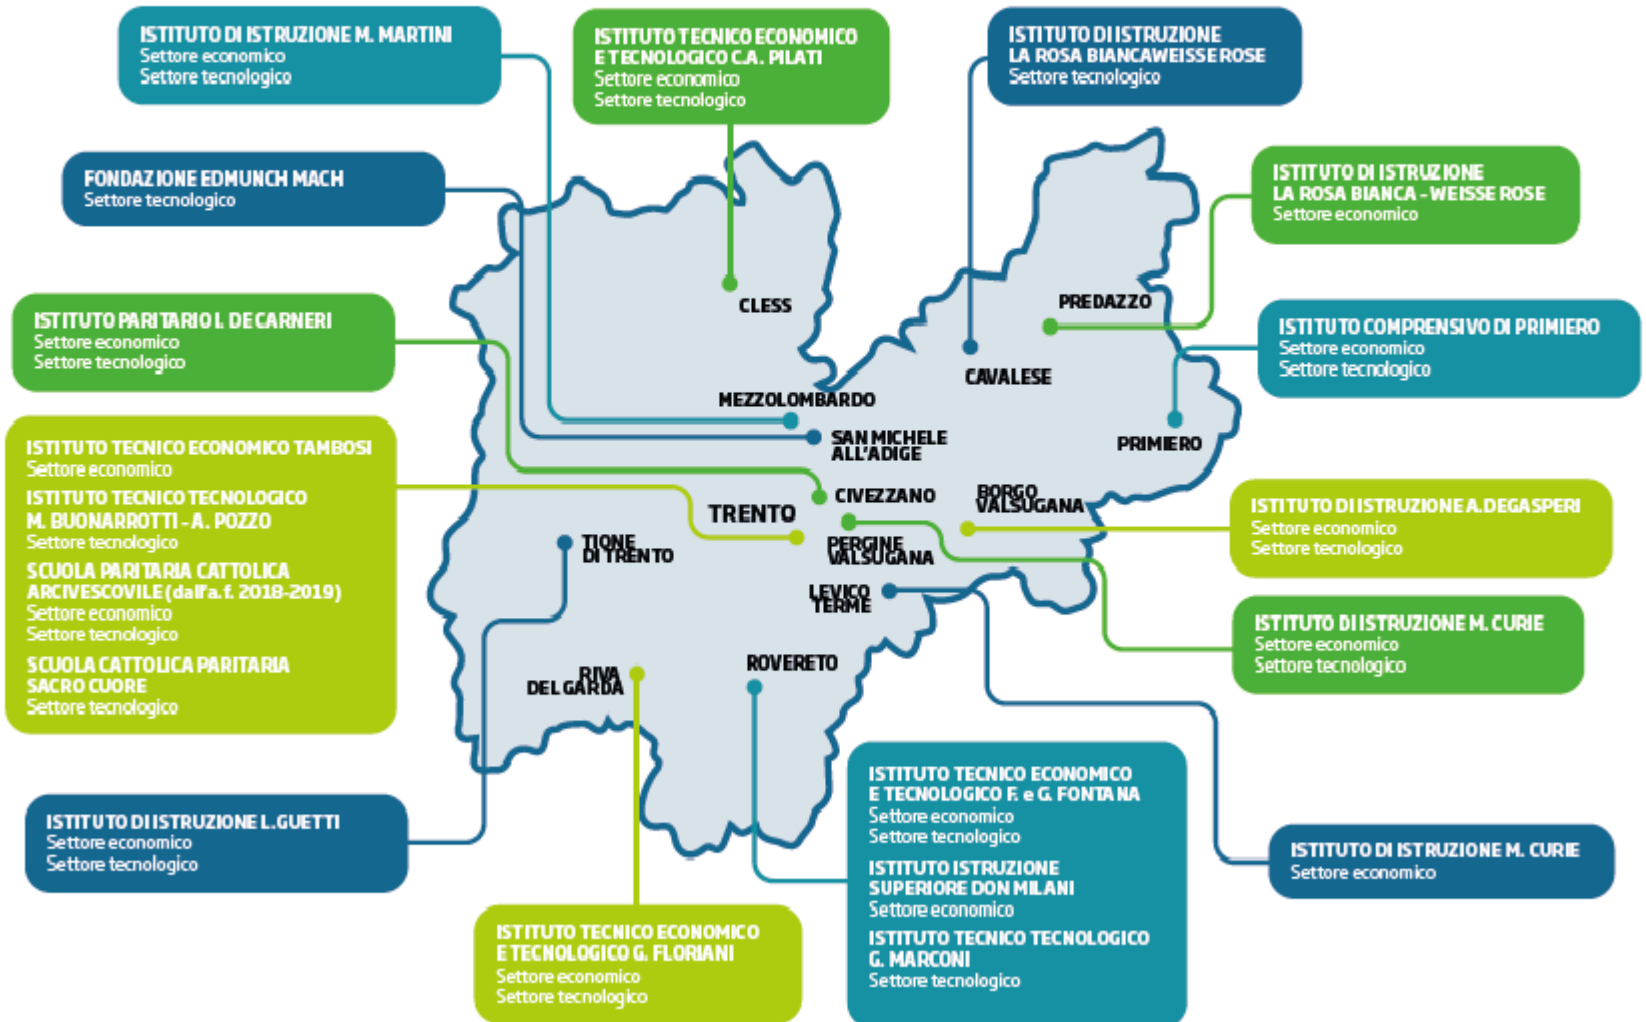 ISTITUTO DI ISTRUZIONE M. MARTINI
Settore economico
Settore tecnologico
ISTITUTO TECNICO ECONOMICO
E TECNOLOGICO C.A. PILATI
Settore economico
Settore tecnologico
ISTITUTO DI ISTRUZIONE
LA ROSA BIANCAWEISSE ROSE
Settore tecnologico
FONDAZIONE EDMUNCH MACH
Settore tecnologico
ISTITUTO DI ISTRUZIONE
LA ROSA BIANCA - WEISSE ROSE
Settore economico
ISTITUTO PARITARIO I. DE CARNERI
Settore economico
Settore tecnologico
ISTITUTO COMPRENSIVO DI PRIMIERO
Settore economico
Settore tecnologico
ISTITUTO TECNICO ECONOMICO TAMBOSI
Settore economico
ISTITUTO TECNICO TECNOLOGICO
M. BUONARROTTI - A. POZZO
Settore tecnologico
SCUOLA PARITARIA CATTOLICA
ARCIVESCOVILE (dall'a.f. 2018-2019)
Settore economico
Settore tecnologico
SCUOLA CATTOLICA PARITARIA
SACRO CUORE
Settore tecnologico
CLESS
PREDAZZO
CAVALESE
MEZZOLOMBARDO
SAN MICHELE
ALL'ADIGE
PRIMIERO
CIVEZZANO
BORGO
VALSUGANA
TRENTO
PERGINE
VALSUGANA
TIONE
DI TRENTO
LEVICO
TERME
RIVA
DEL GARDA
ROVERETO
ISTITUTO DI ISTRUZIONE A.DEGASPERI
Settore economico
Settore tecnologico
ISTITUTO DI ISTRUZIONE M. CURIE
Settore economico
Settore tecnologico
ISTITUTO DI ISTRUZIONE L.GUETTI
Settore economico
Settore tecnologico
ISTITUTO TECNICO ECONOMICO
E TECNOLOGICO G. FLORIANI
Settore economico
Settore tecnologico
ISTITUTO TECNICO ECONOMICO
E TECNOLOGICO F. e G. FONTANA
Settore economico
Settore tecnologico
ISTITUTO ISTRUZIONE
SUPERIORE DON MILANI
Settore economico
ISTITUTO TECNICO TECNOLOGICO
G. MARCONI
Settore tecnologico
ISTITUTO DI ISTRUZIONE M. CURIE
Settore economico